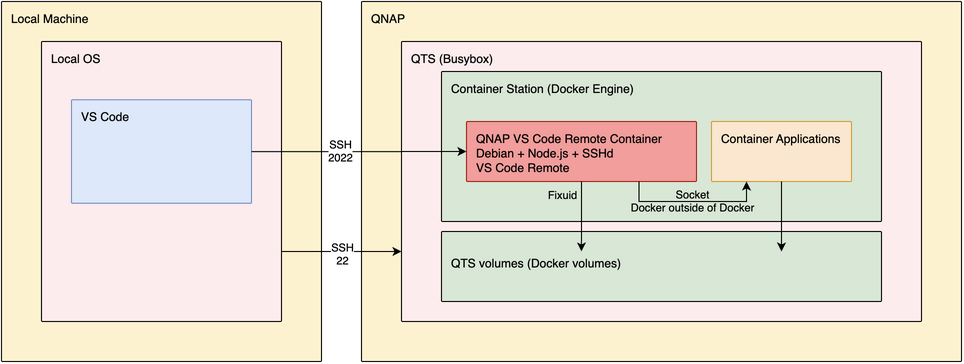 Local Machine
Local OS
VS Code
SSH
2022
SSH
22
QNAP
QTS (Busybox)
Container Station (Docker Engine)
QNAP VS Code Remote Container
Debian + Node.js + SSHd
VS Code Remote
Container Applications
Fixuid
Socket
Docker outside of Docker
QTS volumes (Docker volumes)